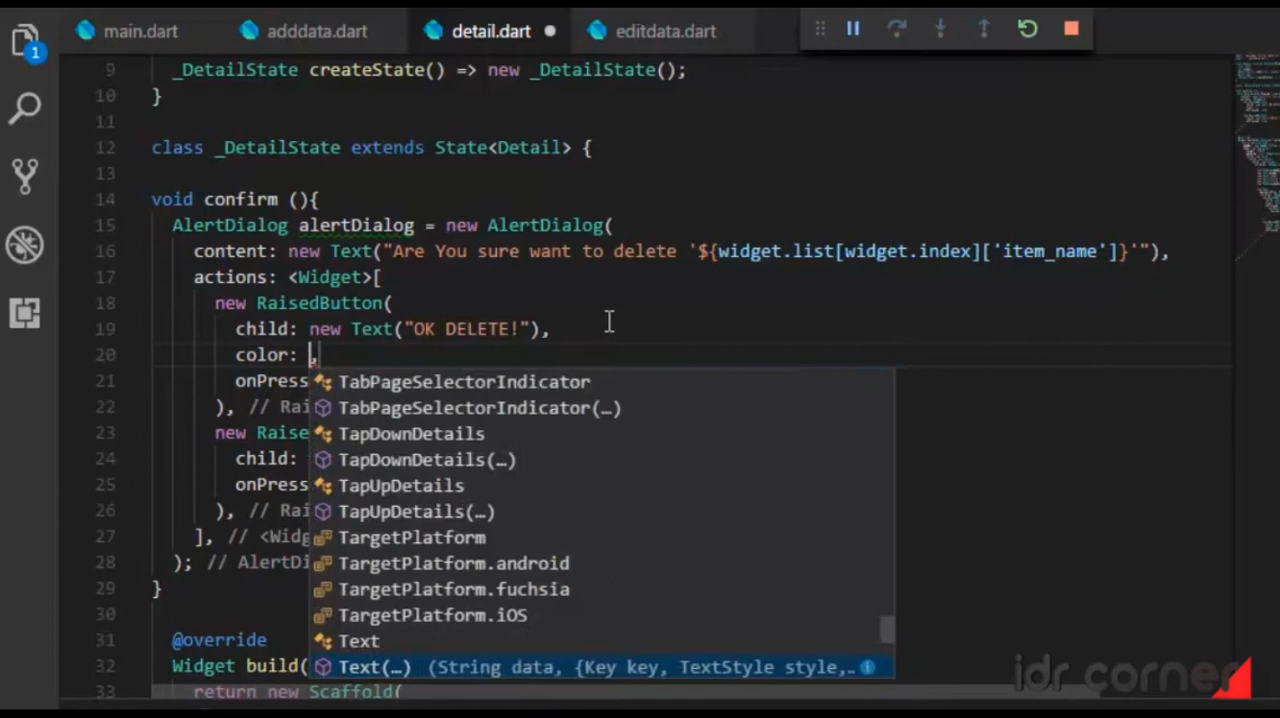 main.dart adddata.dart detail.dart editdata.dart
1
9 _DetailState createState() => new _DetailState();
10 }
11
12 class _DetailState extends State<Detail> {
13
14 void confirm (){
15 AlertDialog alertDialog = new AlertDialog(
16 content: new Text("Are You sure want to delete '${widget.list[widget.index]['item_name']}'"),
17 actions: <Widget>[
18 new RaisedButton(
19 child: new Text("OK DELETE!"),
20 color: ,
21 onPress
TabPageSelectorIndicator
22 ), // Rai
TabPageSelectorIndicator(…)
23 new Raise
TapDownDetails
24 child:
TapDownDetails(…)
25 onPress
TapUpDetails
26 ), // Rai
TapUpDetails(…)
27 ], // <Widg
TargetPlatform
28 ); // AlertDi
TargetPlatform.android
29 }
TargetPlatform.fuchsia
30
TargetPlatform.iOS
31 @override
Text
32 Widget build(
Text(…) (String data, {Key key, TextStyle style,…
33 return new Scaffold(
idr corner